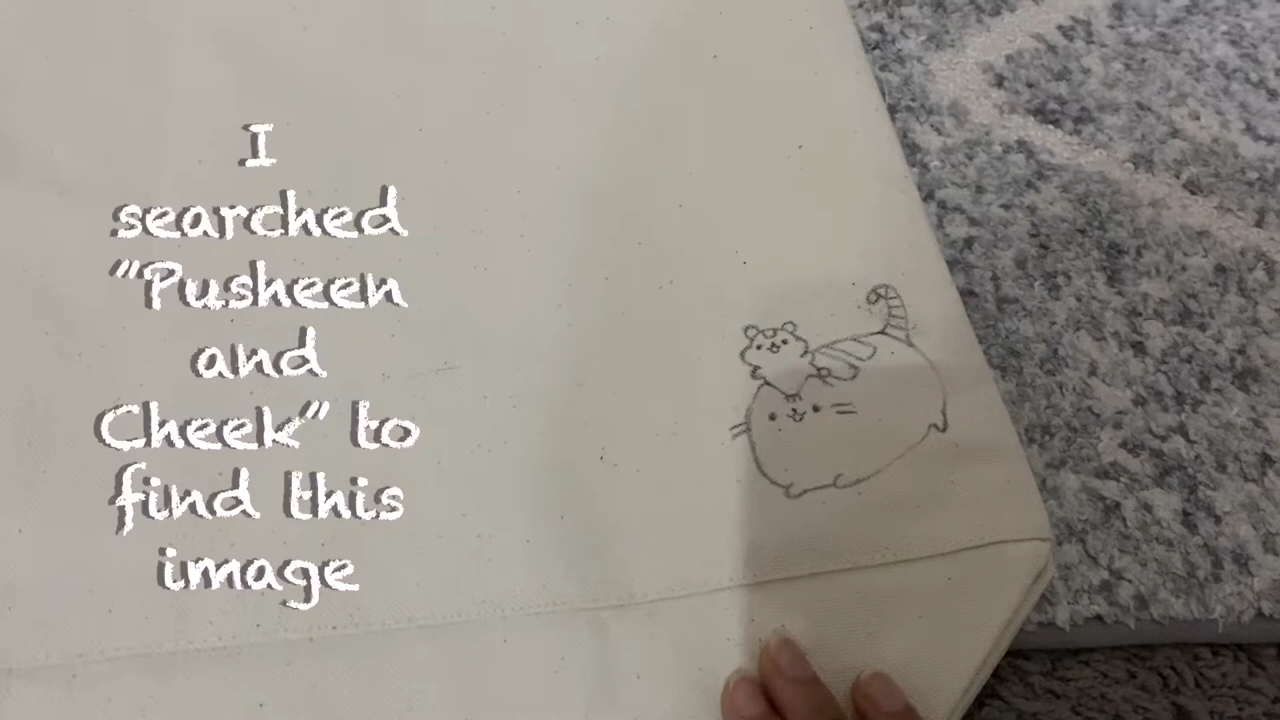 I
searched
"Pusheen
and
Cheek" to
find this
image